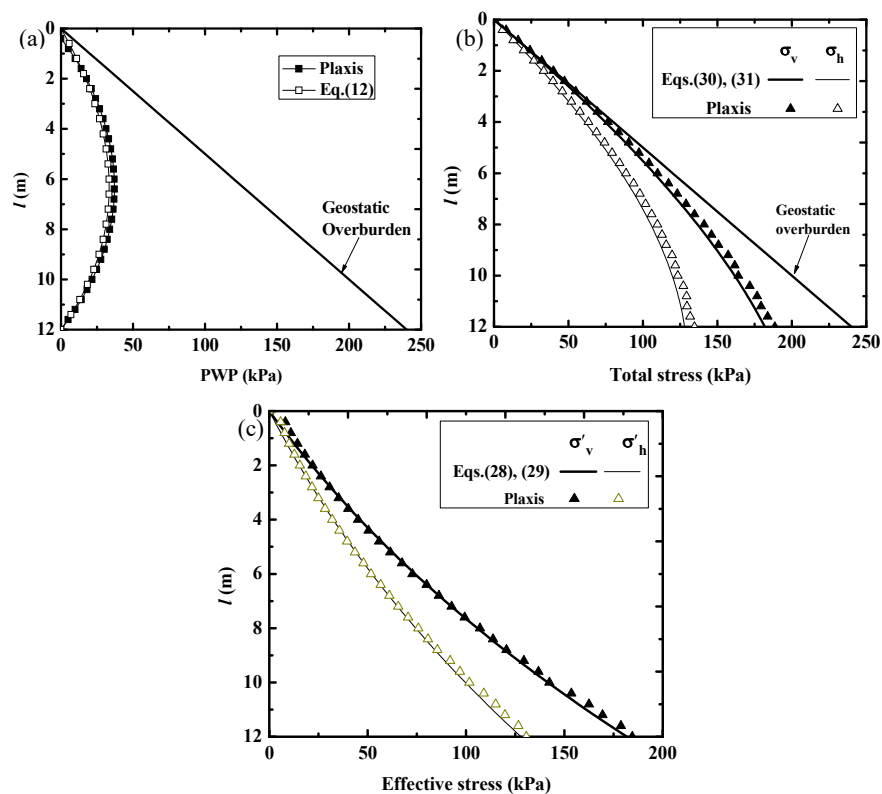 (a)
0
2
4
6
8
10
12
l (m)
Plaxis
Eq.(12)
Geostatic
Overburden
0 50 100 150 200 250
PWP (kPa)
(b)
0
2
4
6
8
10
12
l (m)
σv σh
Eqs.(30), (31)
Plaxis
Geostatic
overburden
0 50 100 150 200 250
Total stress (kPa)
(c)
0
2
4
6
8
10
12
l (m)
σ′v σ′h
Eqs.(28), (29)
Plaxis
0 50 100 150 200
Effective stress (kPa)